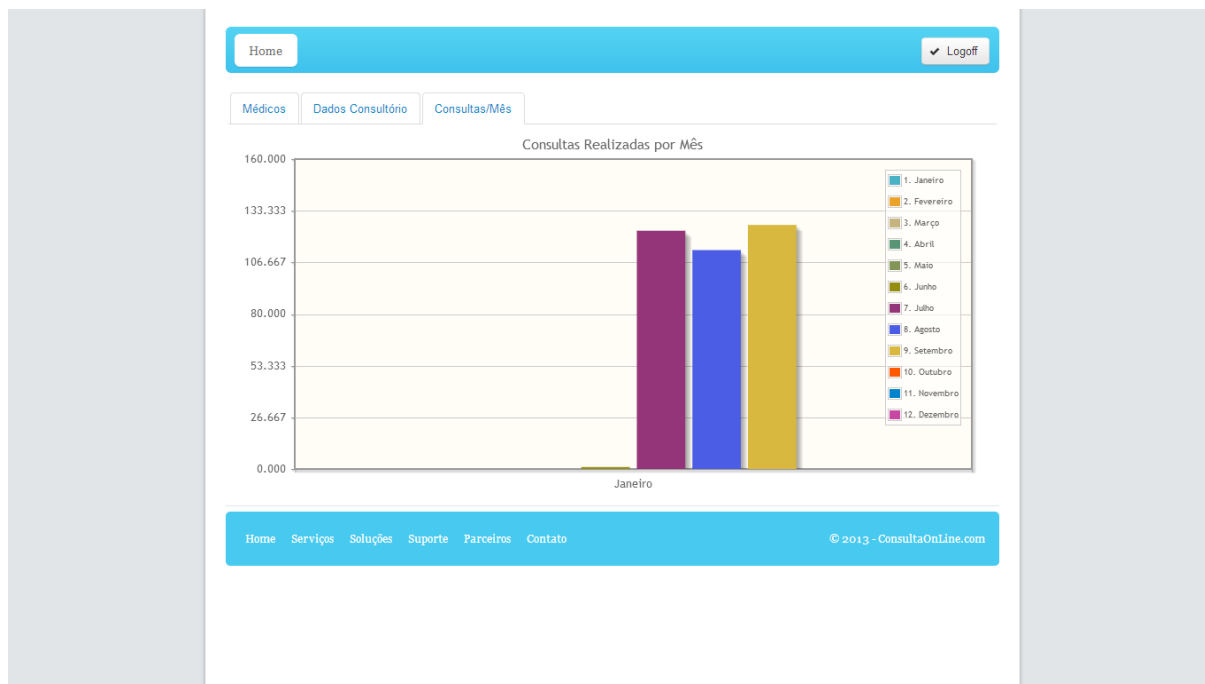 Home
Logoff
Médicos
Dados Consultório
Consultas/Mês
Consultas Realizadas por Mês
160.000
133.333
106.667
80.000
53.333
26.667
0.000
1. Janeiro
2. Fevereiro
3. Março
4. Abril
5. Maio
6. Junho
7. Julho
8. Agosto
9. Setembro
10. Outubro
11. Novembro
12. Dezembro
Janeiro
Home Serviços Soluções Suporte Parceiros Contato
© 2013 - ConsultaOnLine.com